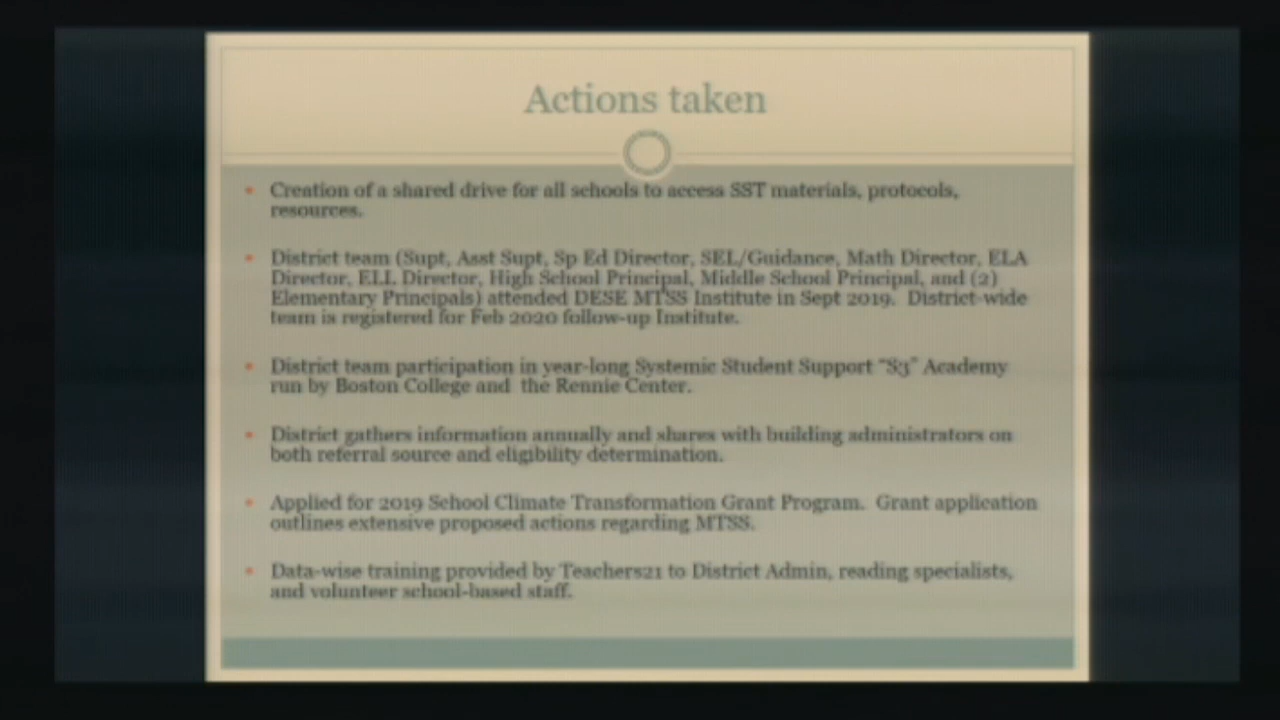 Actions taken
Creation of a shared drive for all schools to access SST materials, protocols,
resources.
District team (Supt, Asst Supt, Sp Ed Director, SEL/Guidance, Math Director, ELA
Director, ELL Director, High School Principal, Middle School Principal, and (2)
Elementary Principals) attended DESE MTSS Institute in Sept 2019.  District-wide
team is registered for Feb 2020 follow-up Institute.
District team participation in year-long Systemic Student Support “S3” Academy
run by Boston College and  the Rennie Center.
District gathers information annually and shares with building administrators on
both referral source and eligibility determination.
Applied for 2019 School Climate Transformation Grant Program.  Grant application
outlines extensive proposed actions regarding MTSS.
Data-wise training provided by Teachers21 to District Admin, reading specialists,
and volunteer school-based staff.